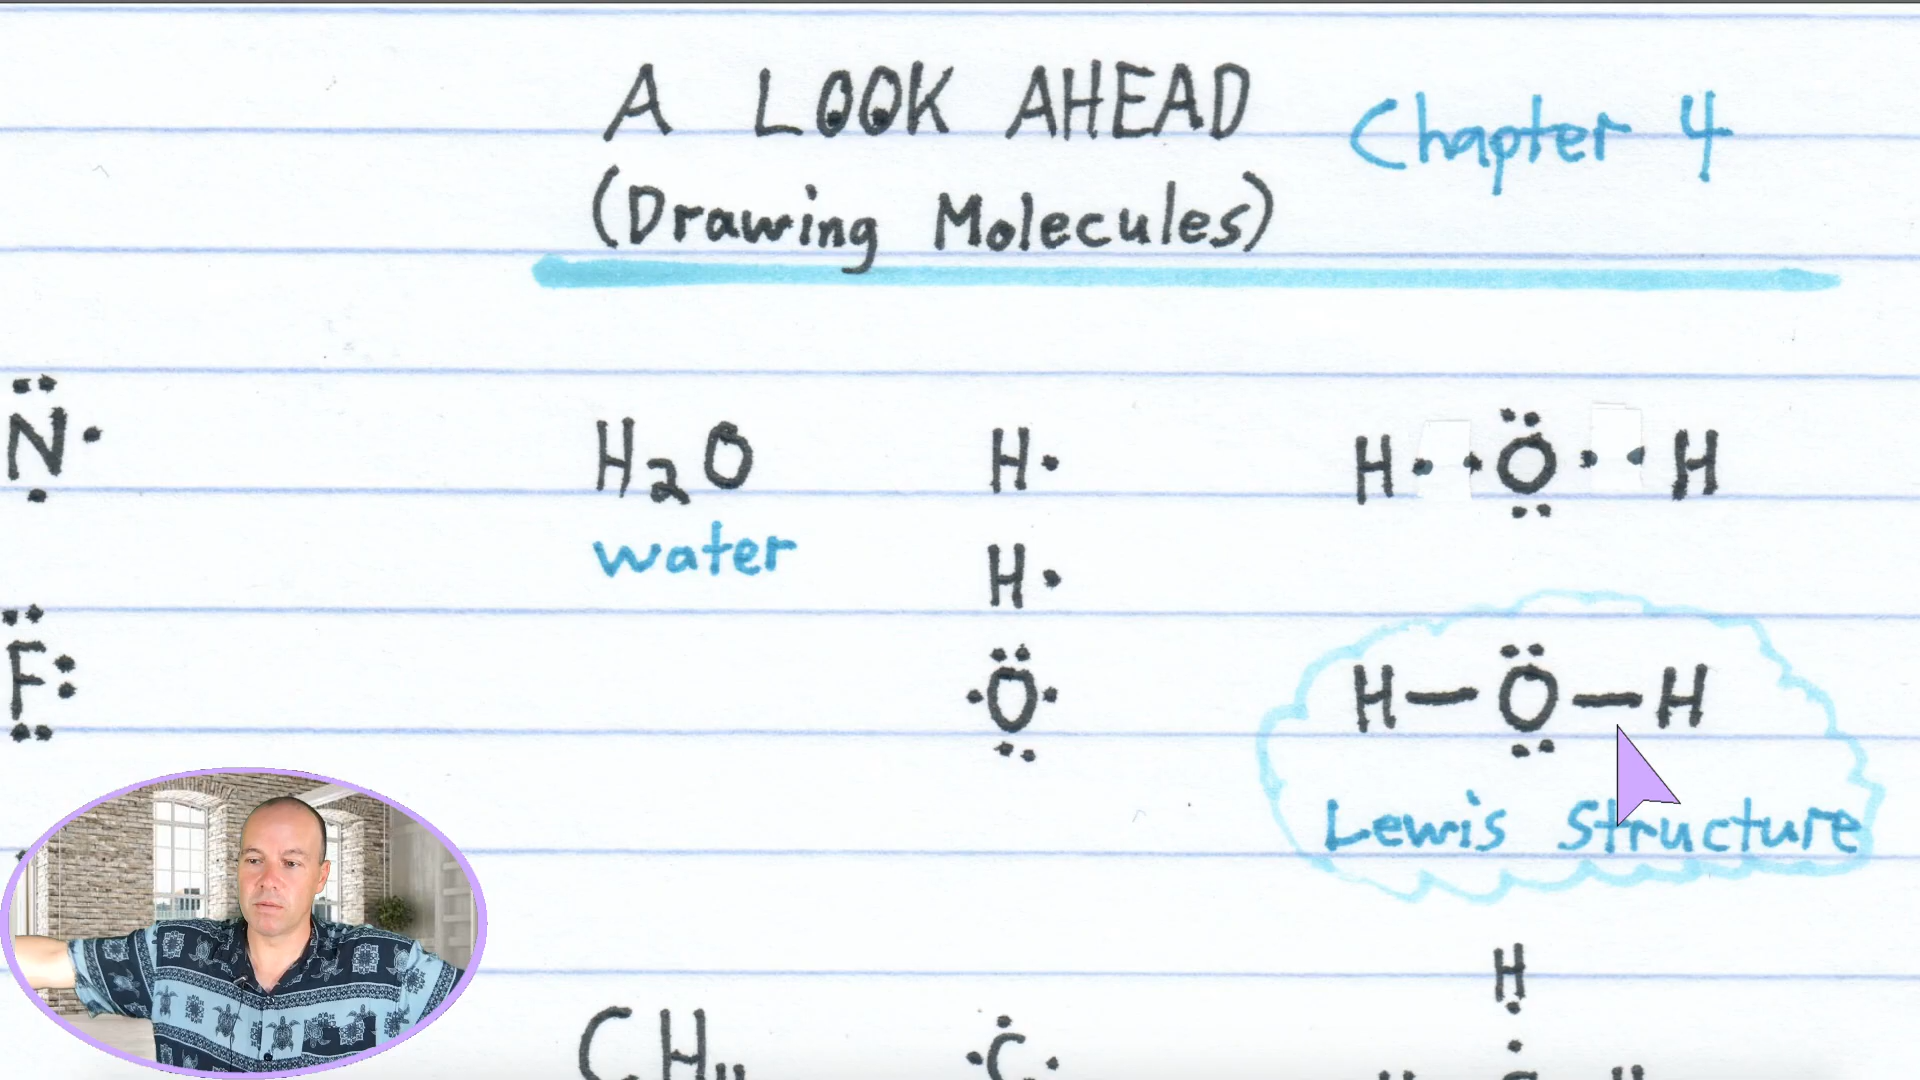 A LOOK AHEAD
Chapter 4
(Drawing Molecules)
N
H₂O
H·
H· ·O· ·H
water
H·
F
·O·
H—O—H
Lewis Structure
H
CH₄
·C·